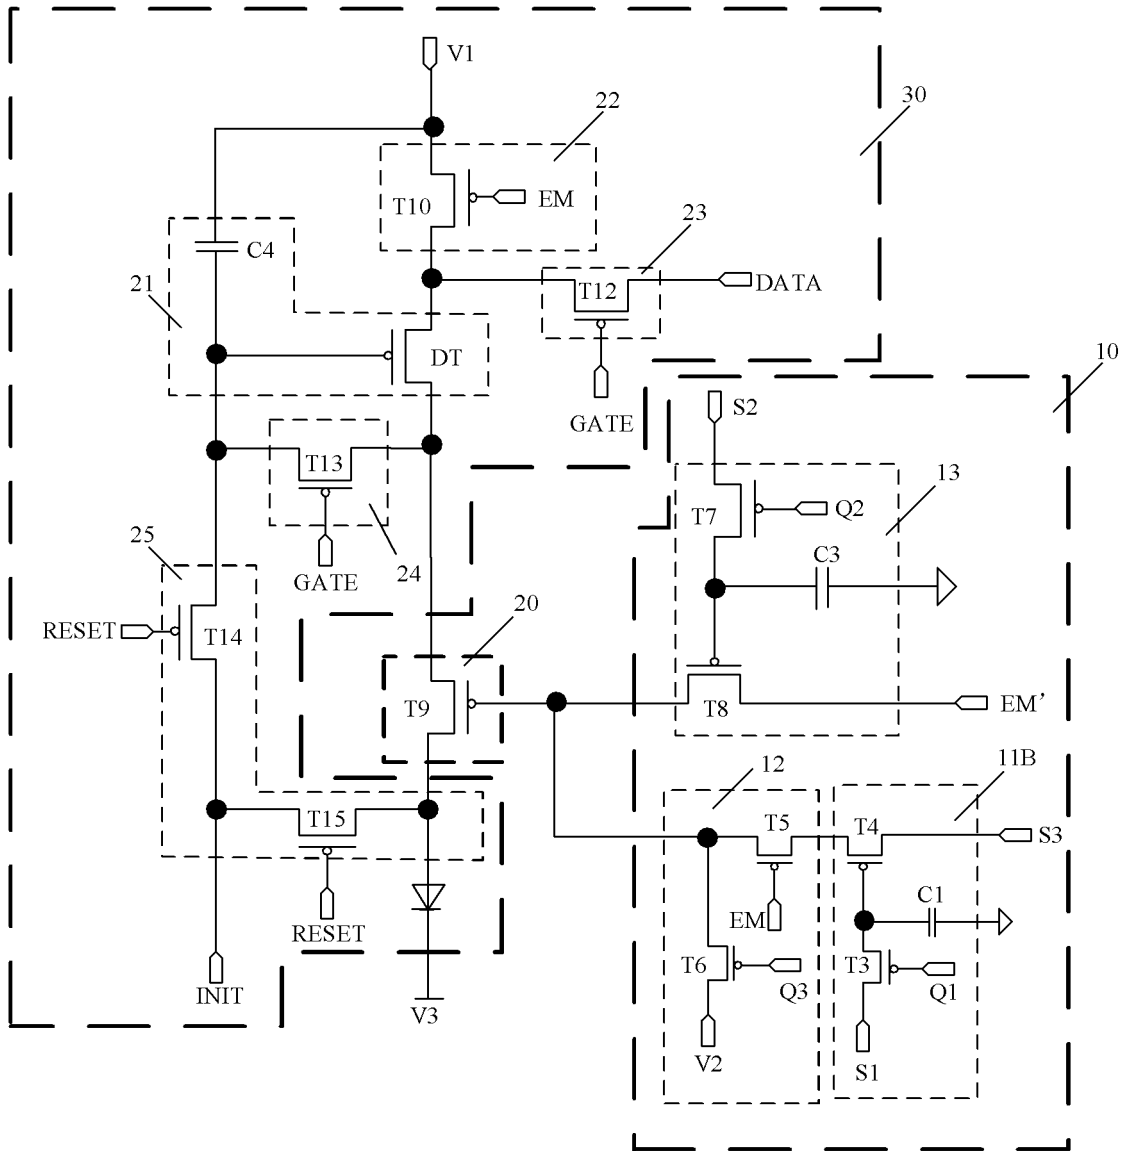 V1
30
22
T10
EM
23
C4
21
T12
DATA
DT
10
GATE
S2
T13
13
T7
Q2
25
C3
24
GATE
20
RESET
T14
T9
T8
EM’
12
11B
T15
T5
T4
S3
C1
EM
RESET
T6
T3
INIT
Q3
Q1
V3
V2
S1